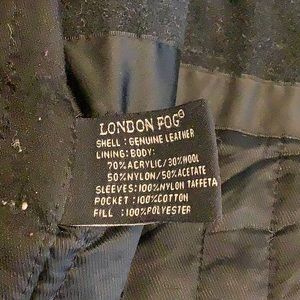 LONDON FOG®
SHELL: GENUINE LEATHER
LINING: BODY:
70%ACRYLIC/30%WOOL
50%NYLON/50%ACETATE
SLEEVES:100%NYLON TAFFETA
POCKET :100%COTTON
FILL :100%POLYESTER